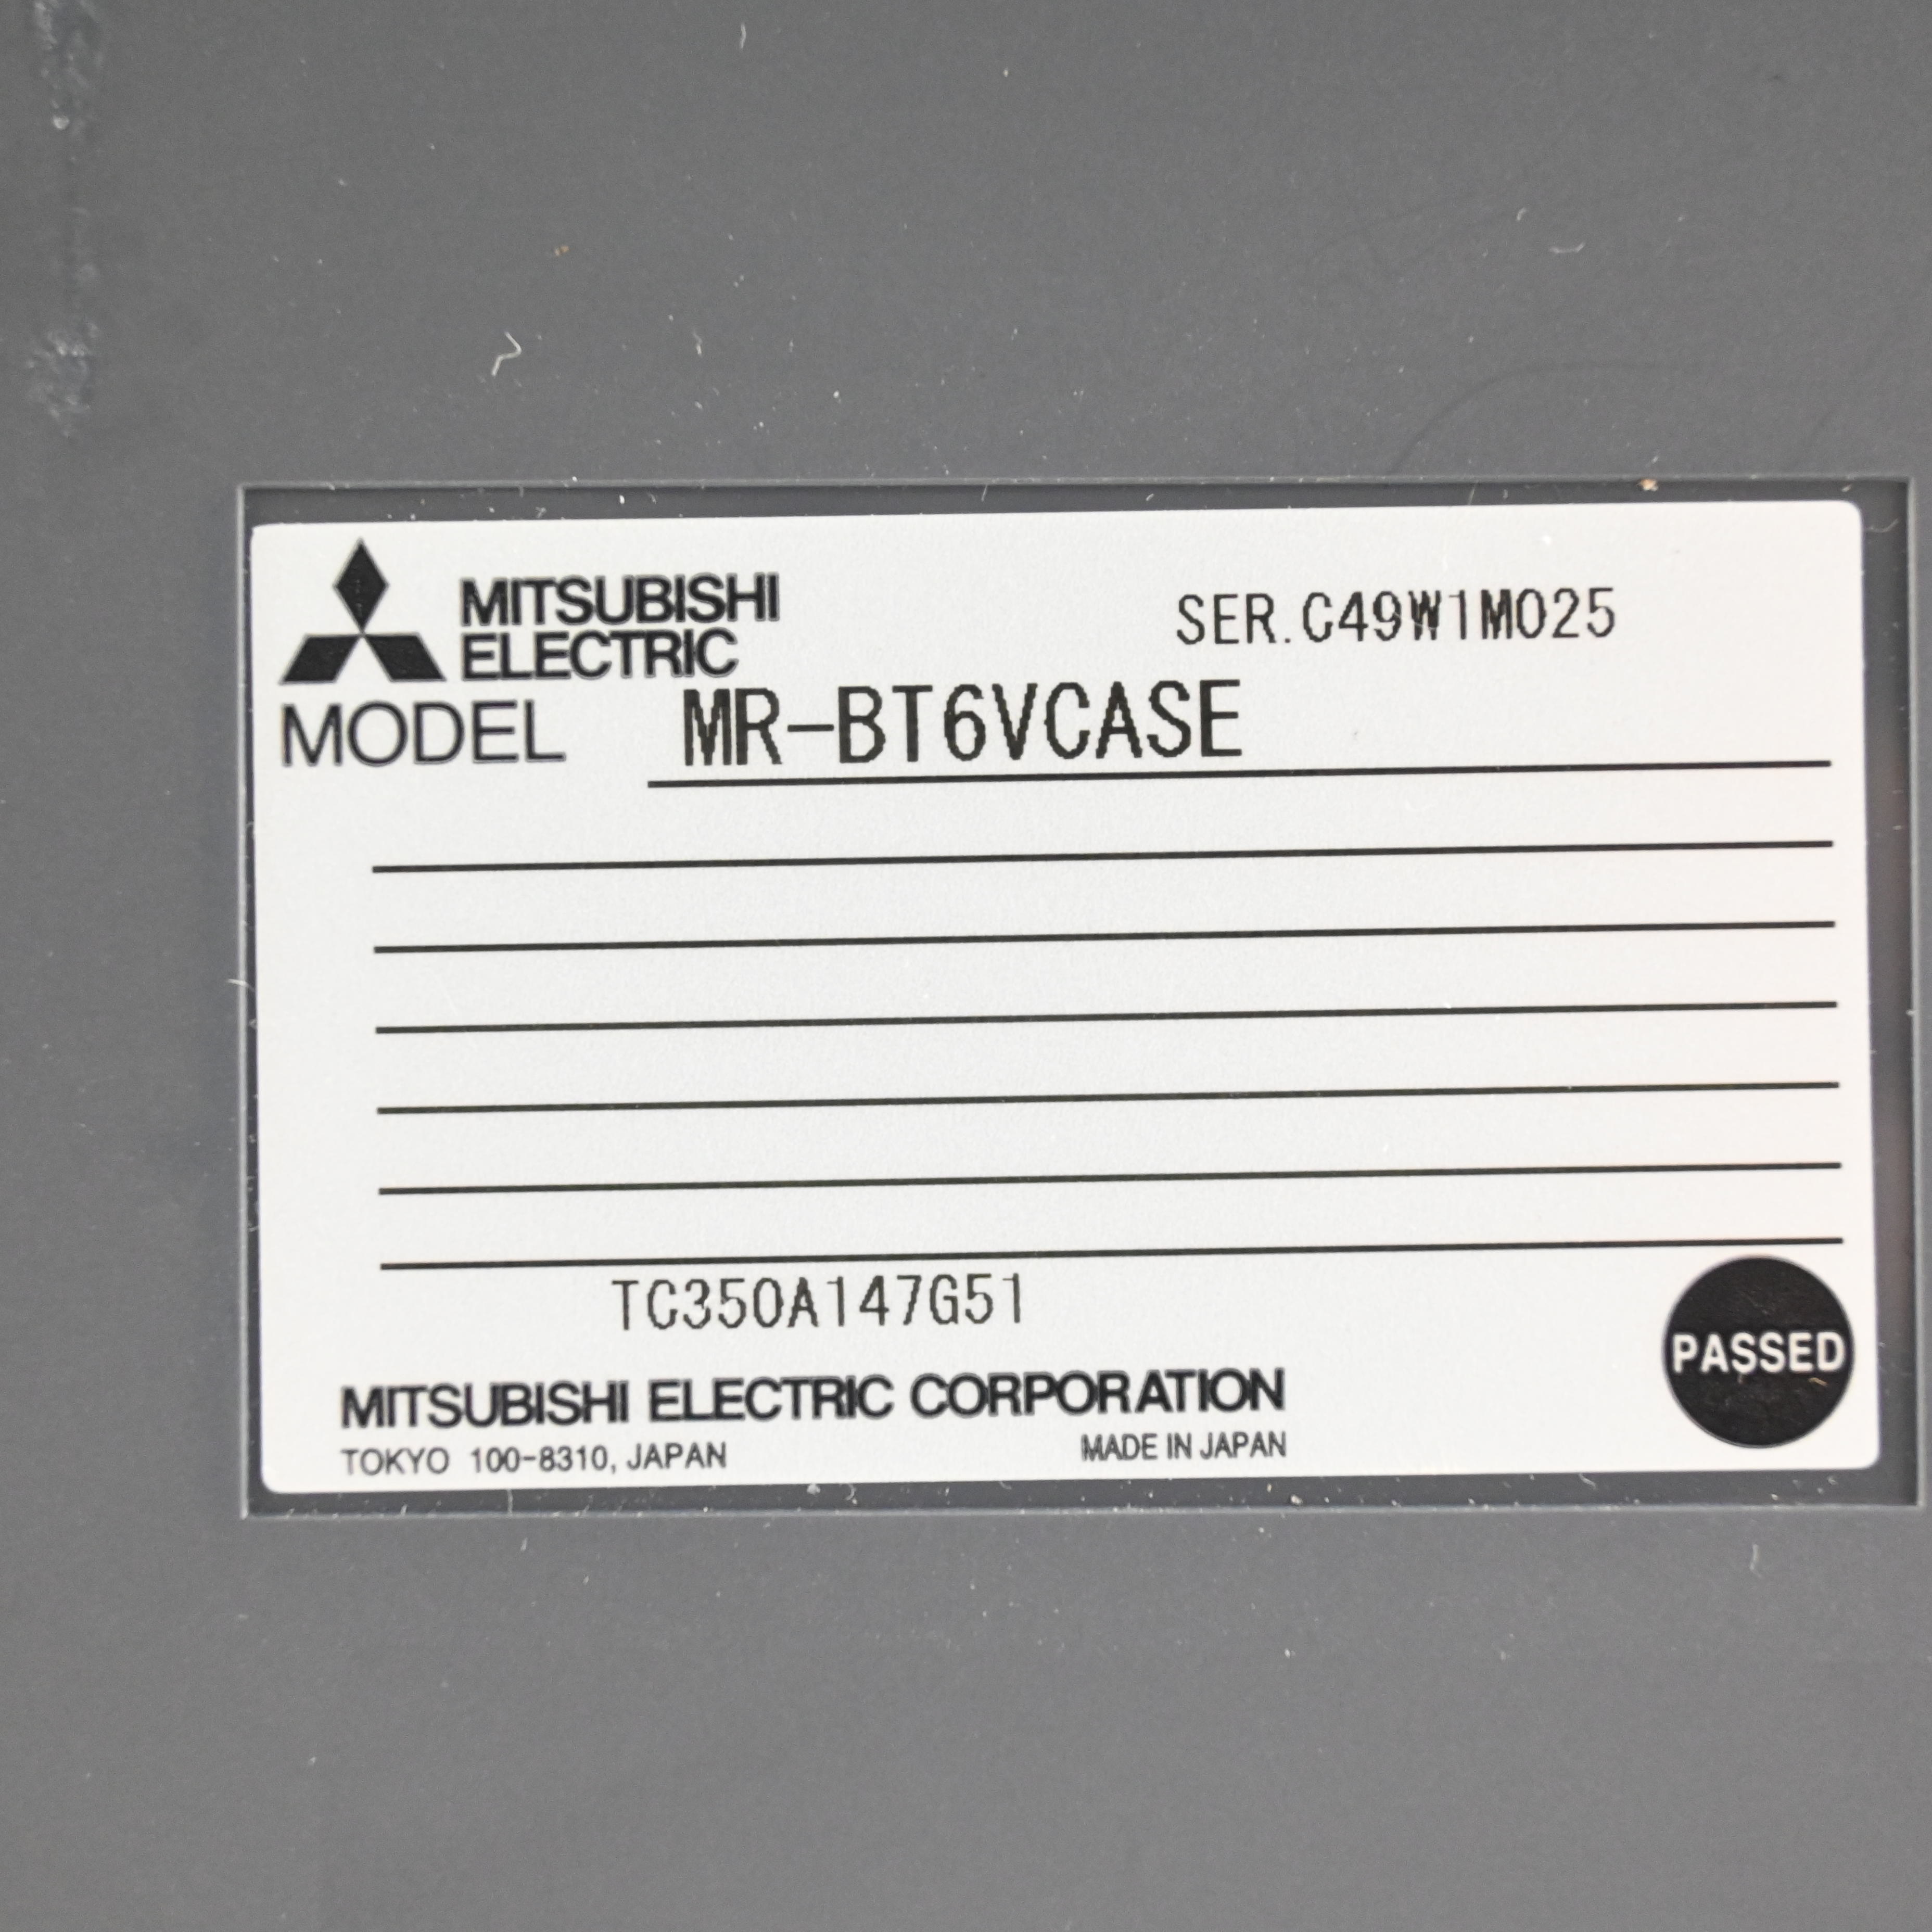 MITSUBISHI
ELECTRIC
SER.C49W1M025
MODEL MR-BT6VCASE
TC350A147G51
PASSED
MITSUBISHI ELECTRIC CORPORATION
TOKYO 100-8310, JAPAN MADE IN JAPAN